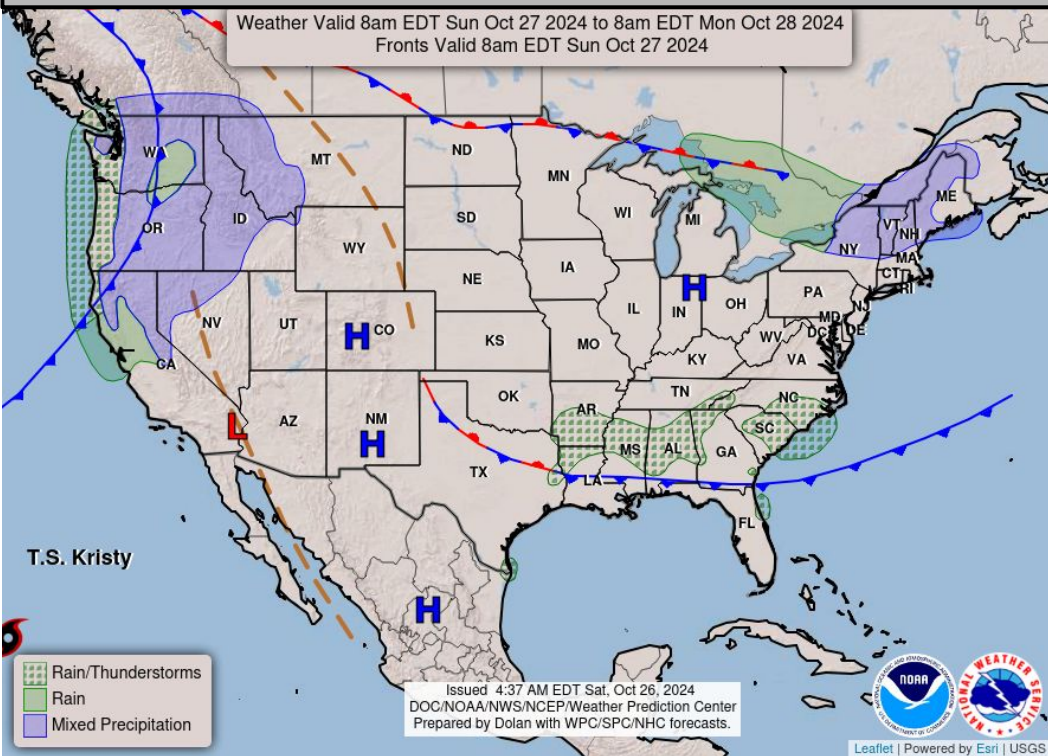 Weather Valid 8am EDT Sun Oct 27 2024 to 8am EDT Mon Oct 28 2024
Fronts Valid 8am EDT Sun Oct 27 2024
WA
MT
ND
MN
ME
OR
ID
SD
WI
MI
VT
NH
NY
WY
MA
CT
RI
NE
IA
PA
NJ
H
IL
IN
OH
MD
DE
DC
NV
UT
H
CO
KS
MO
WV
VA
KY
CA
TN
NC
OK
AR
L
AZ
NM
H
SC
MS
AL
GA
TX
LA
FL
T.S. Kristy
H
Rain/Thunderstorms
Rain
Mixed Precipitation
Issued 4:37 AM EDT Sat, Oct 26, 2024
DOC/NOAA/NWS/NCEP/Weather Prediction Center
Prepared by Dolan with WPC/SPC/NHC forecasts.
NOAA
NATIONAL WEATHER SERVICE
Leaflet | Powered by Esri | USGS